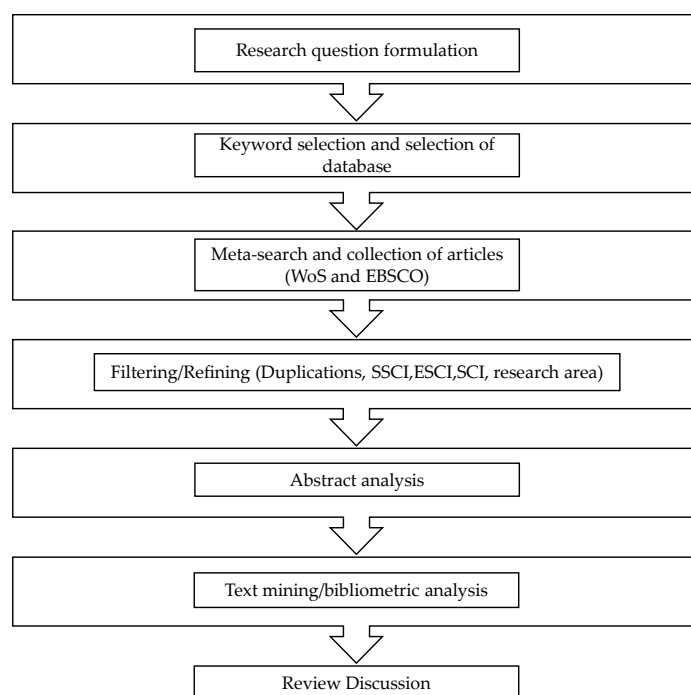 Research question formulation
Keyword selection and selection of
database
Meta-search and collection of articles
(WoS and EBSCO)
Filtering/Refining (Duplications, SSCI,ESCI,SCI, research area)
Abstract analysis
Text mining/bibliometric analysis
Review Discussion